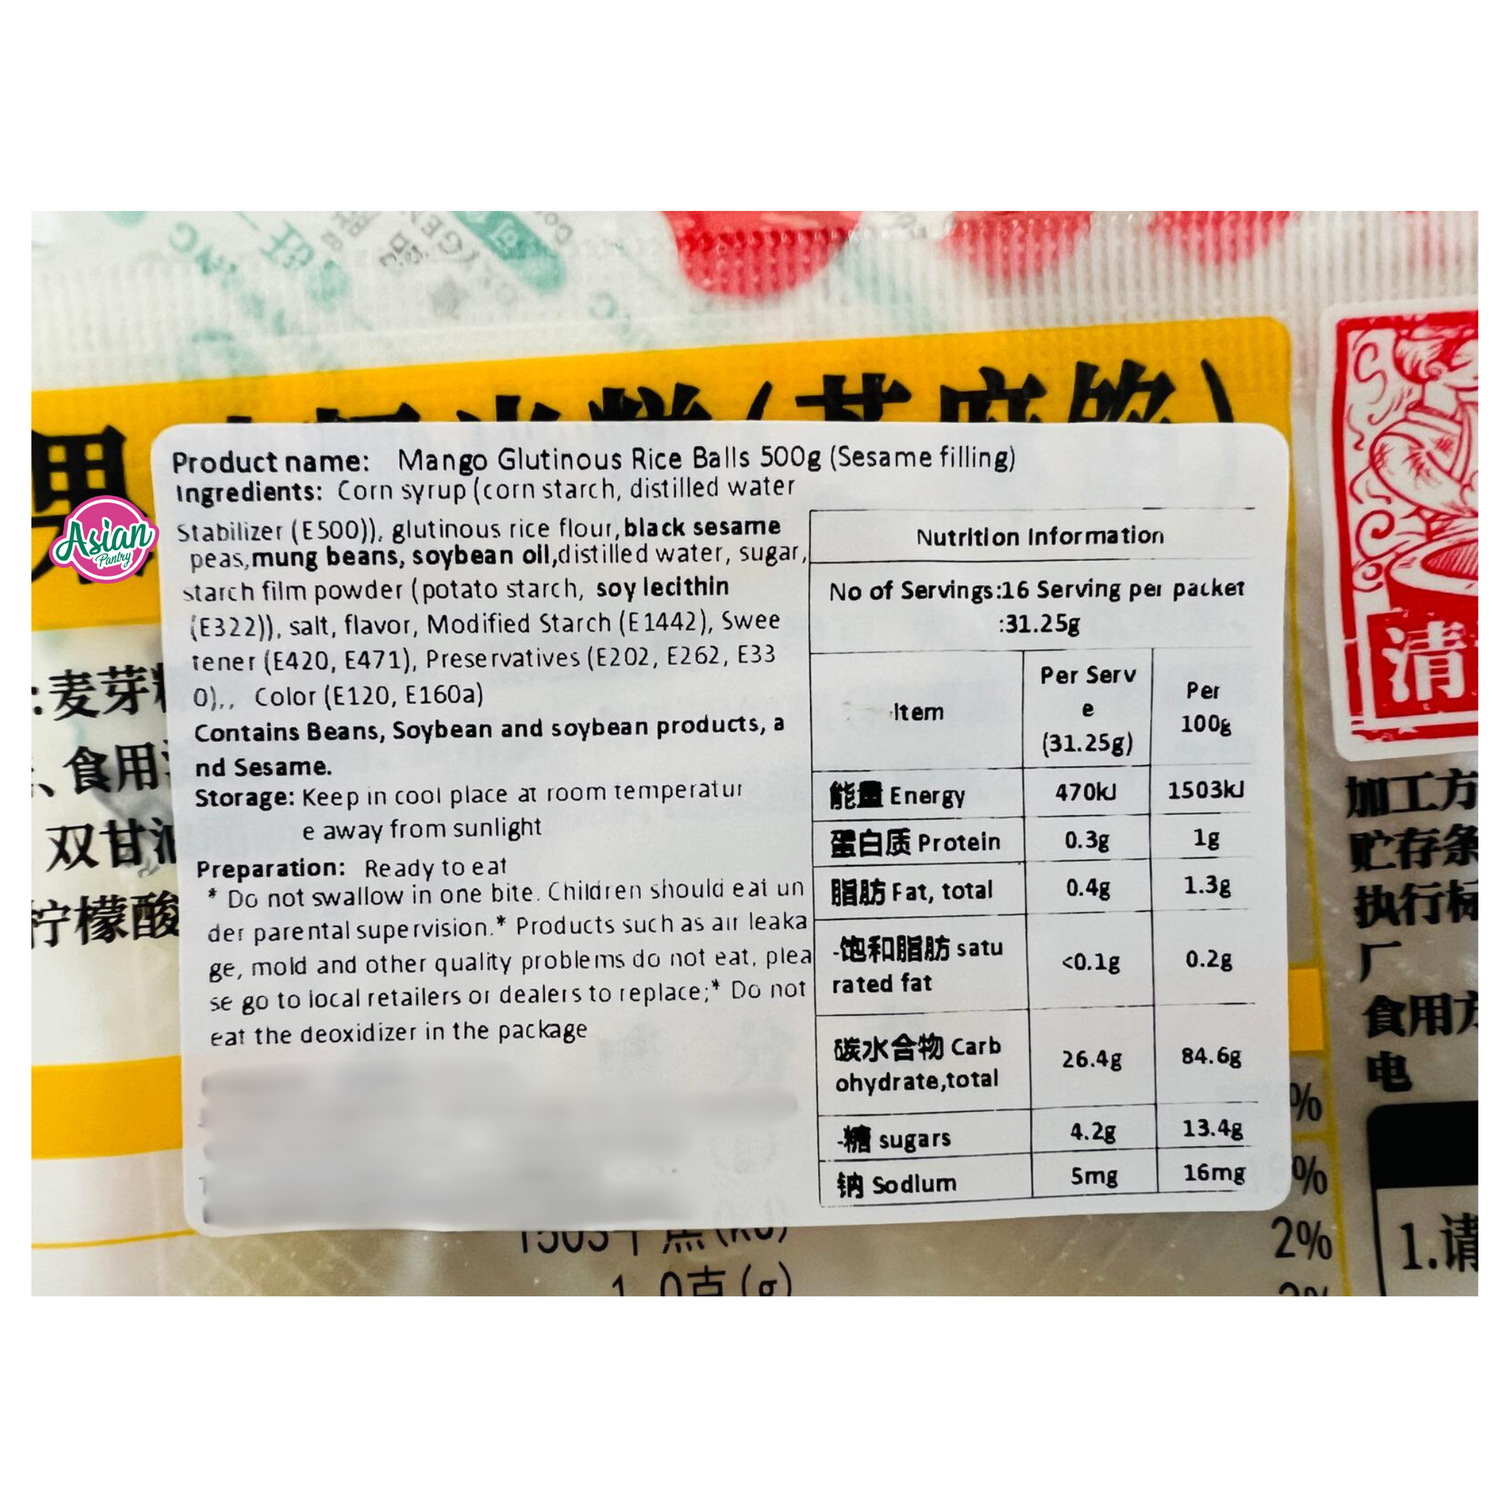 Product name: Mango Glutinous Rice Balls 500g (Sesame filling)
Ingredients: Corn syrup (corn starch, distilled water
Stabilizer (E500)), glutinous rice flour, black sesame
peas, mung beans, soybean oil, distilled water, sugar,
starch film powder (potato starch, soy lecithin
(E322)), salt, flavor, Modified Starch (E1442), Swee
tener (E420, E471), Preservatives (E202, E262, E33
0),, Color (E120, E160a)
Contains Beans, Soybean and soybean products, a
nd Sesame.
Storage: Keep in cool place at room temperatur
e away from sunlight
Preparation: Ready to eat
* Do not swallow in one bite. Children should eat un
der parental supervision.* Products such as air leaka
ge, mold and other quality problems do not eat, plea
se go to local retailers or dealers to replace;* Do not
eat the deoxidizer in the package
Nutrition Information
No of Servings:16 Serving per packet
:31.25g
Item Per Serv
e
(31.25g) Per
100g
能量 Energy 470kJ 1503kJ
蛋白质 Protein 0.3g 1g
脂肪 Fat, total 0.4g 1.3g
-饱和脂肪 satu
rated fat <0.1g 0.2g
碳水合物 Carb
ohydrate,total 26.4g 84.6g
-糖 sugars 4.2g 13.4g
钠 Sodium 5mg 16mg
Asian
Pantry
:麦芽
、食用
双甘油
柠檬酸
清
加工方
贮存条
执行标
厂
食用方
电
%
%
2%
1.请
1.0克(g)